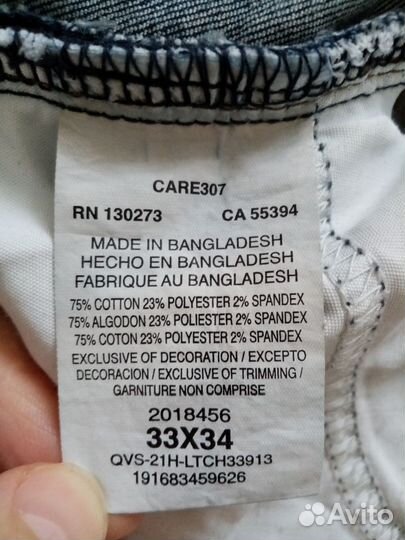 CARE307
RN 130273 CA 55394
MADE IN BANGLADESH
HECHO EN BANGLADESH
FABRIQUE AU BANGLADESH
75% COTTON 23% POLYESTER 2% SPANDEX
75% ALGODON 23% POLIESTER 2% SPANDEX
75% COTON 23% POLYESTER 2% SPANDEX
EXCLUSIVE OF DECORATION / EXCEPTO
DECORACION / EXCLUSIVE OF TRIMMING /
GARNITURE NON COMPRISE
2018456
33X34
QVS-21H-LTCH33913
191683459626
Avito